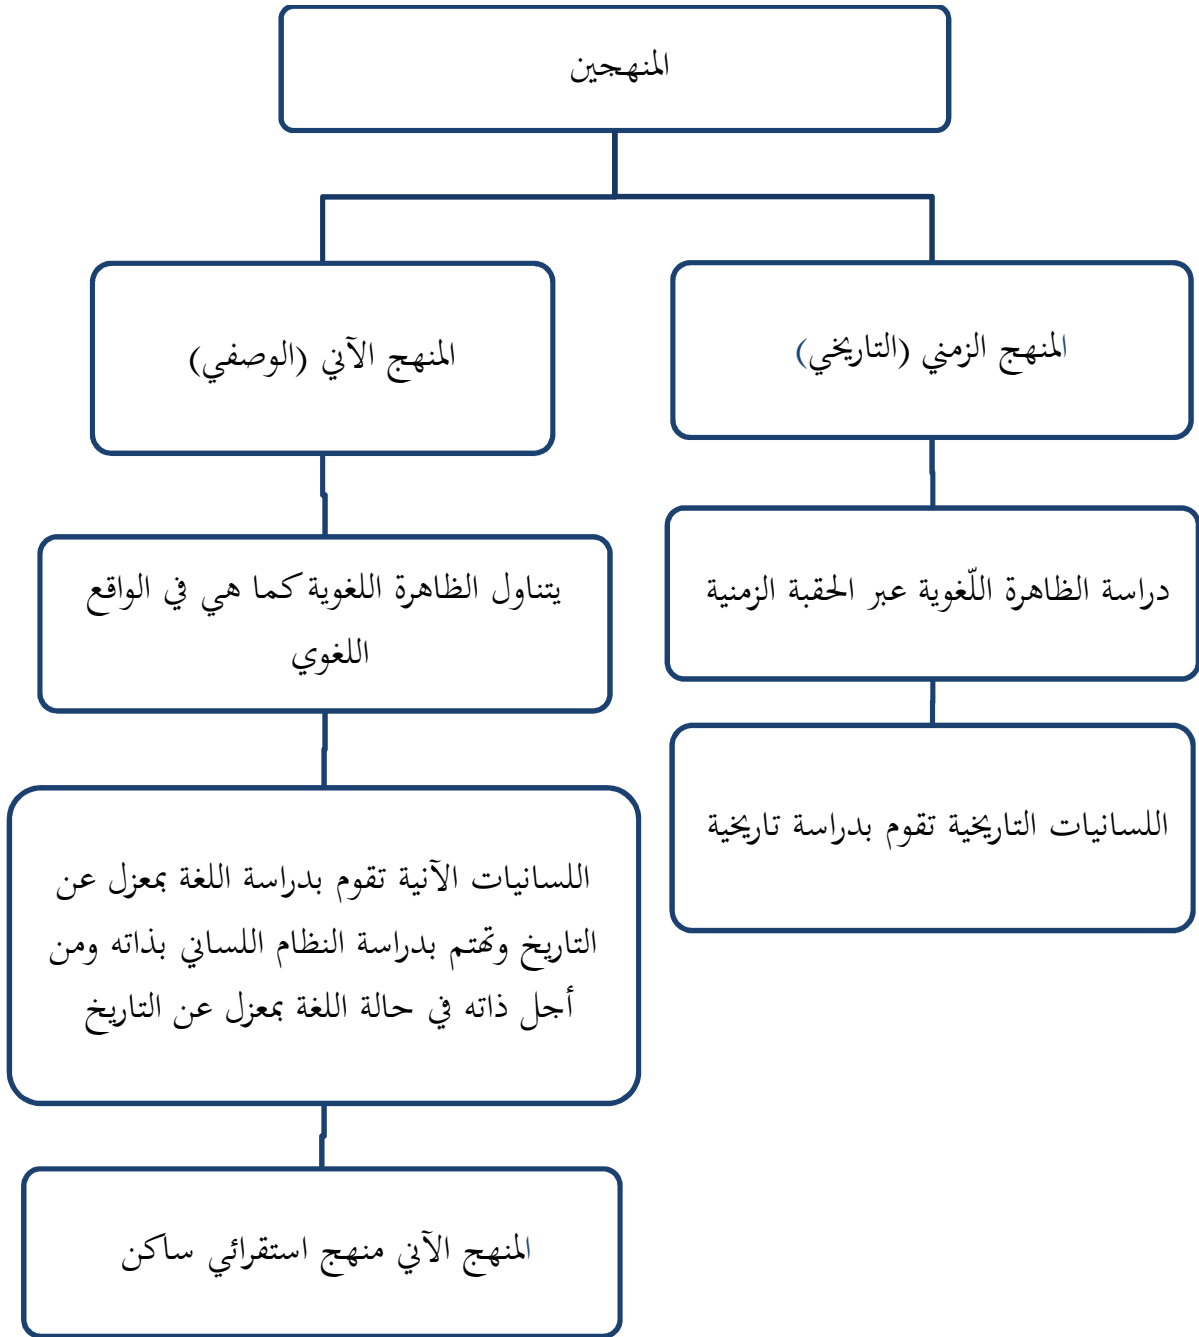 المنهجين
المنهج الزمني (التاريخي)
المنهج الآني (الوصفي)
دراسة الظاهرة اللّغوية عبر الحقبة الزمنية
يتناول الظاهرة اللغوية كما هي في الواقع
اللغوي
اللسانيات التاريخية تقوم بدراسة تاريخية
اللسانيات الآنية تقوم بدراسة اللغة بمعزل عن
التاريخ وتهتم بدراسة النظام اللساني بذاته ومن
أجل ذاته في حالة اللغة بمعزل عن التاريخ
المنهج الآني منهج استقرائي ساكن